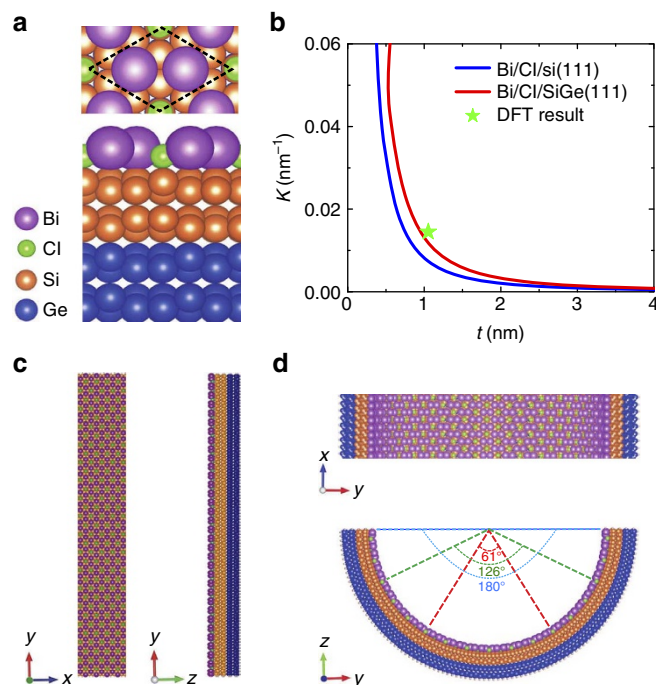 a
Bi
Cl
Si
Ge
b
0.06
0.04
0.02
0.00
K (nm⁻¹)
Bi/Cl/si(111)
Bi/Cl/SiGe(111)
DFT result
0 1 2 3 4
t (nm)
c
y
x
y
z
d
x
y
61°
126°
180°
z
y